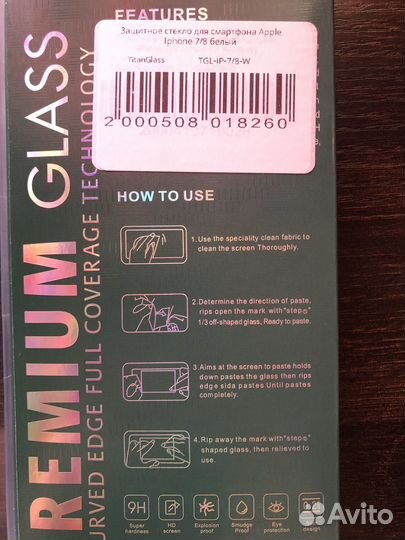 FEATURES
Защитное стекло для смартфона Apple
Iphone 7/8 белый
TitanGlass TGL-IP-7/8-W
2 000508 018260
REMIUM GLASS
URVED EDGE FULL COVERAGE TECHNOLOGY
HOW TO USE
1.Use the speciality clean fabric to
clean the screen Thoroughly.
2.Determine the direction of paste,
rips open the mark with "step①"
1/3 off-shaped glass, Ready to paste.
3.Aims at the screen to paste holds
down pastes the glass then rips
edge sida pastes Until pastes
completely.
4.Rip away the mark with "step②"
shaped glass, then relieved to
use.
9H
Super
hardness
HD
screen
Explosion
proof
Smudge
Proof
Eye
protection
design
Avito